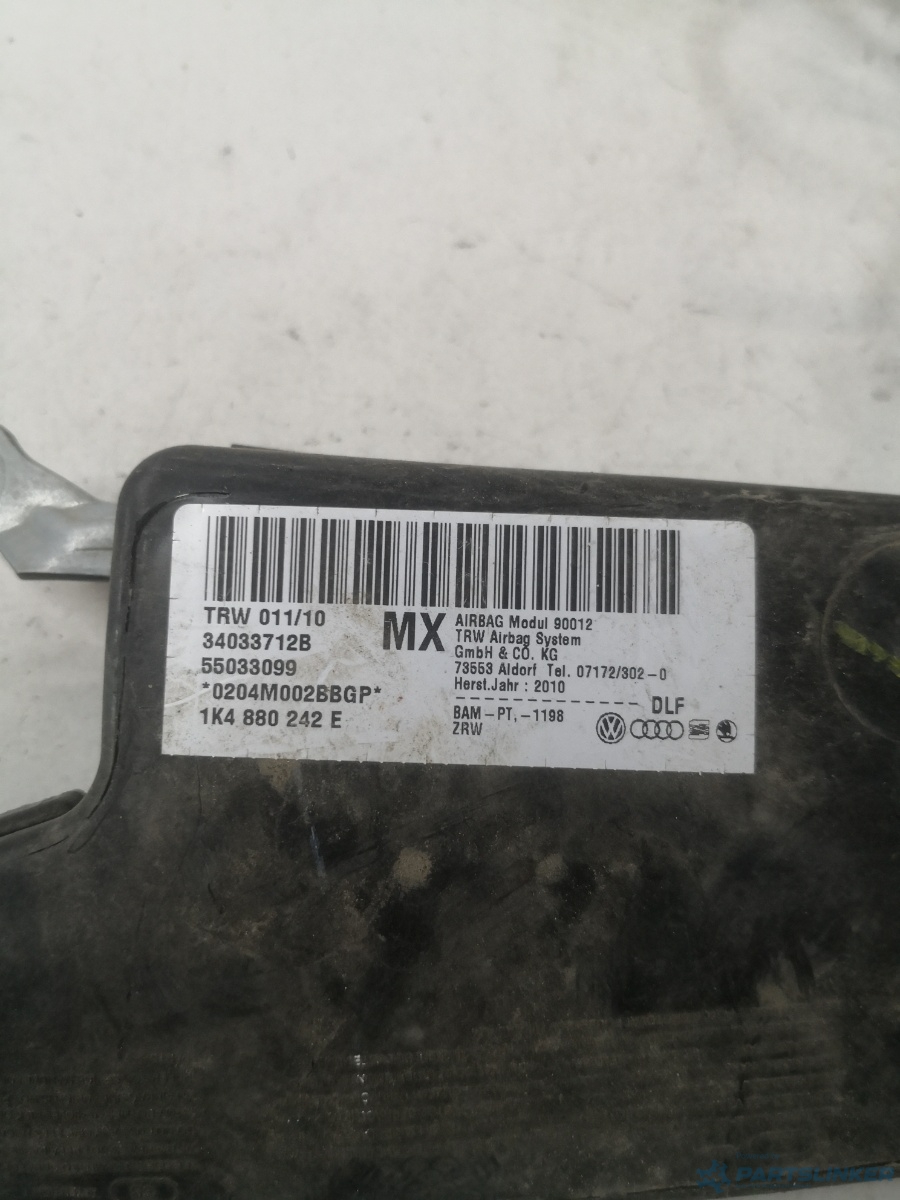 TRW 011/10
34033712B
55033099
*0204M002BBGP*
1K4 880 242 E
MX
AIRBAG Modul 90012
TRW Airbag System
GmbH & CO. KG
73553 Aldorf Tel. 07172/302-0
Herst.Jahr : 2010
--------------- DLF
BAM-PT,-1198
ZRW